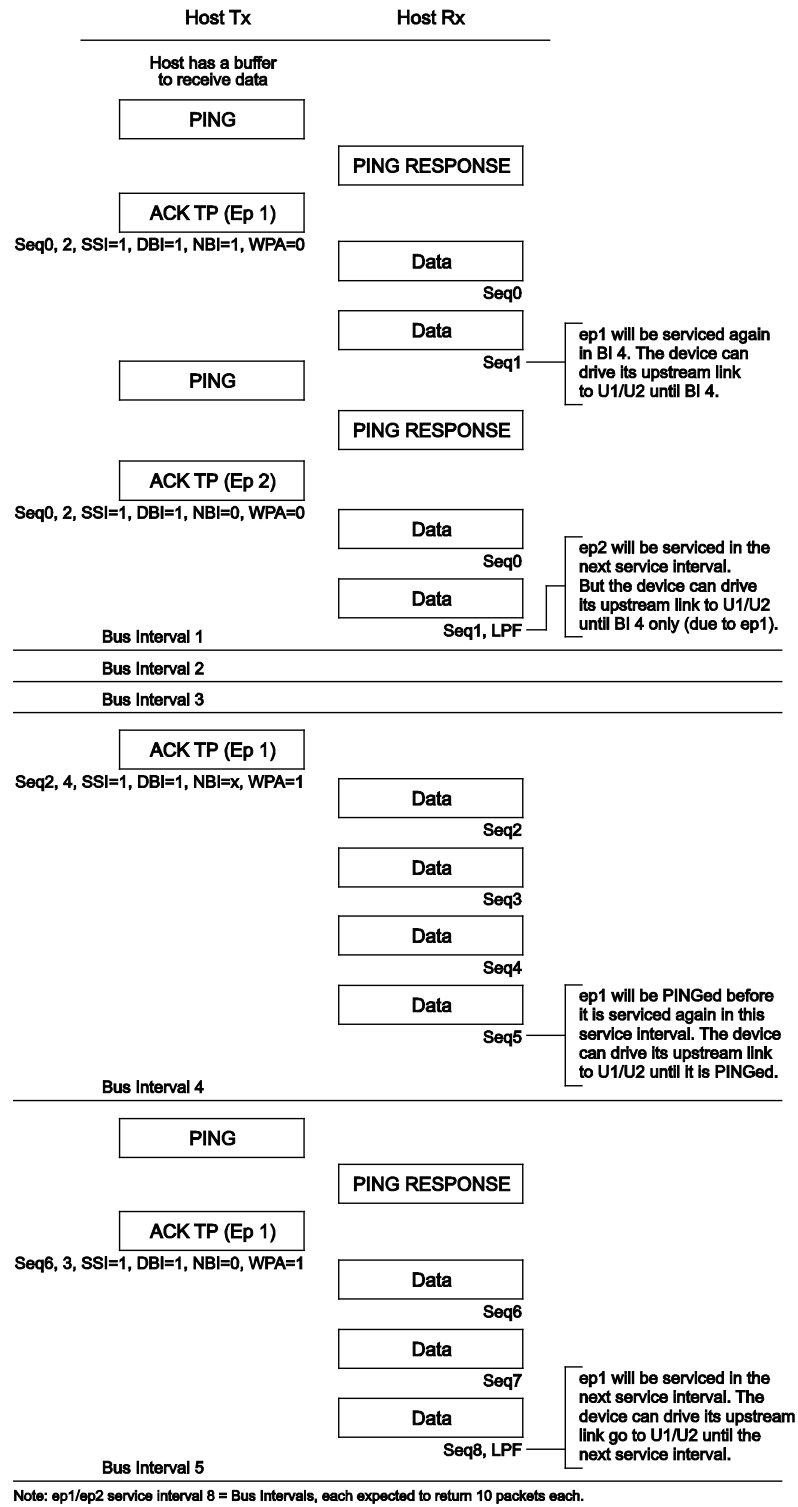 Host Tx
Host Rx
Host has a buffer
to receive data
PING
PING RESPONSE
ACK TP (Ep 1)
Seq0, 2, SSI=1, DBI=1, NBI=1, WPA=0
Data
Seq0
Data
Seq1
ep1 will be serviced again
in BI 4. The device can
drive its upstream link
to U1/U2 until BI 4.
PING
PING RESPONSE
ACK TP (Ep 2)
Seq0, 2, SSI=1, DBI=1, NBI=0, WPA=0
Data
Seq0
Data
Seq1, LPF
ep2 will be serviced in the
next service interval.
But the device can drive
its upstream link to U1/U2
until BI 4 only (due to ep1).
Bus Interval 1
Bus Interval 2
Bus Interval 3
ACK TP (Ep 1)
Seq2, 4, SSI=1, DBI=1, NBI=x, WPA=1
Data
Seq2
Data
Seq3
Data
Seq4
Data
Seq5
ep1 will be PINGed before
it is serviced again in this
service interval. The device
can drive its upstream link
to U1/U2 until it is PINGed.
Bus Interval 4
PING
PING RESPONSE
ACK TP (Ep 1)
Seq6, 3, SSI=1, DBI=1, NBI=0, WPA=1
Data
Seq6
Data
Seq7
Data
Seq8, LPF
ep1 will be serviced in the
next service interval. The
device can drive its upstream
link go to U1/U2 until the
next service interval.
Bus Interval 5
Note: ep1/ep2 service interval 8 = Bus Intervals, each expected to return 10 packets each.